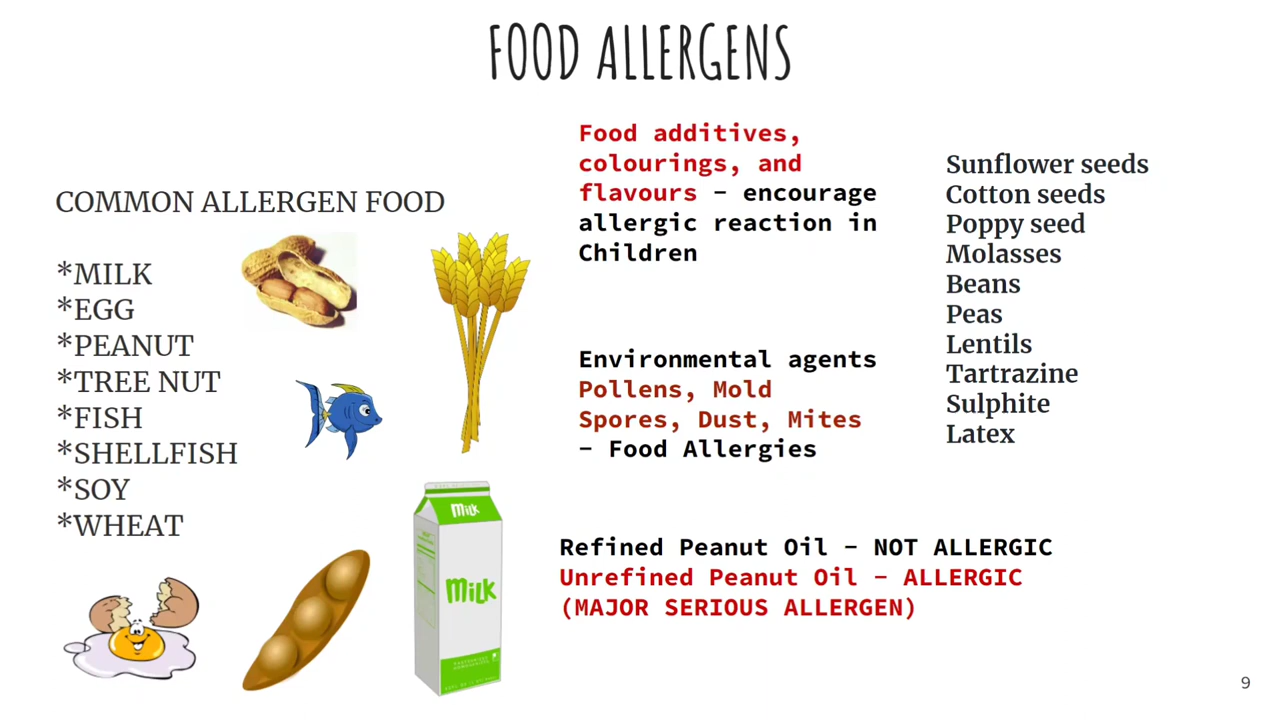 FOOD ALLERGENS
COMMON ALLERGEN FOOD
*MILK
*EGG
*PEANUT
*TREE NUT
*FISH
*SHELLFISH
*SOY
*WHEAT
Food additives,
colourings, and
flavours – encourage
allergic reaction in
Children
Environmental agents
Pollens, Mold
Spores, Dust, Mites
– Food Allergies
Sunflower seeds
Cotton seeds
Poppy seed
Molasses
Beans
Peas
Lentils
Tartrazine
Sulphite
Latex
Refined Peanut Oil – NOT ALLERGIC
Unrefined Peanut Oil – ALLERGIC
(MAJOR SERIOUS ALLERGEN)
MiLK
MiLK
9